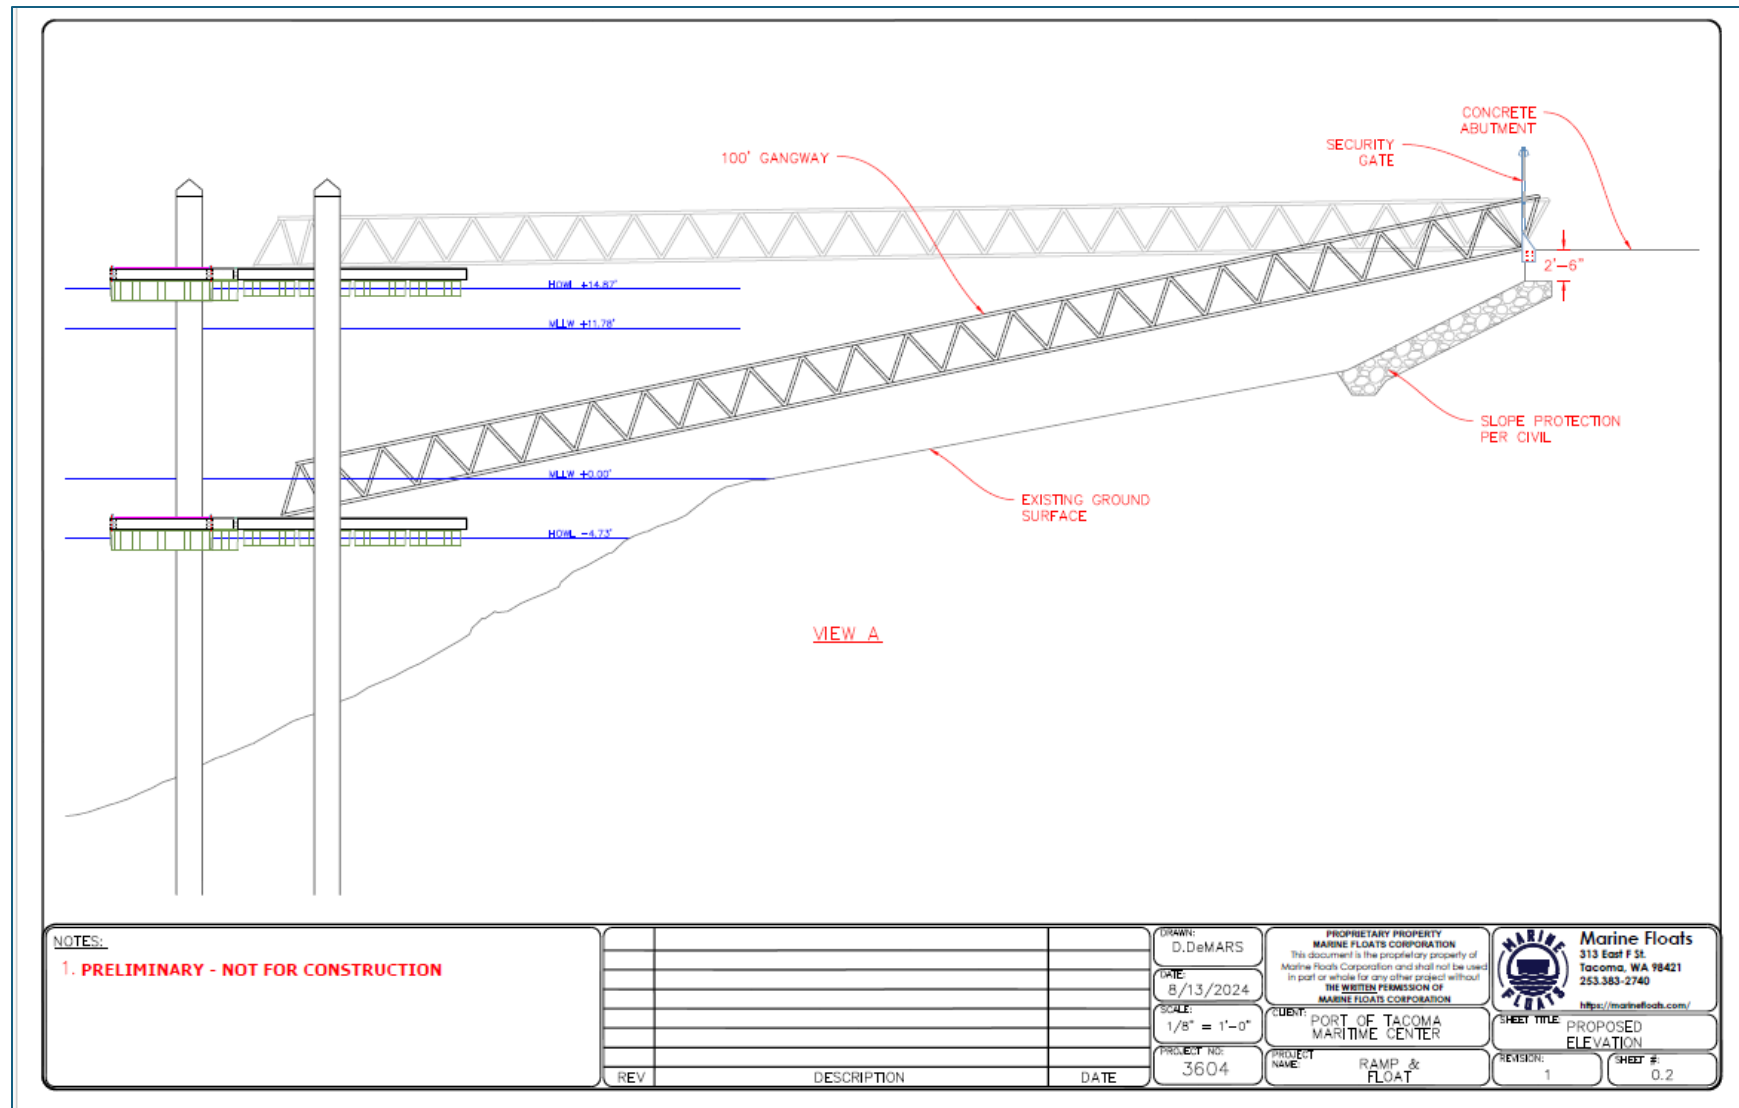 CONCRETE
ABUTMENT
SECURITY
GATE
100' GANGWAY
2'-6"
HOWL +14.87'
MLLW +11.78'
SLOPE PROTECTION
PER CIVIL
MLLW +0.00'
EXISTING GROUND
SURFACE
HOWL -4.73'
VIEW A
NOTES:
1. PRELIMINARY - NOT FOR CONSTRUCTION
REV DESCRIPTION DATE
DRAWN:
D.DeMARS
DATE:
8/13/2024
SCALE:
1/8" = 1'-0"
PROJECT NO:
3604
PROPRIETARY PROPERTY
MARINE FLOATS CORPORATION
This document is the proprietary property of
Marine Floats Corporation and shall not be used
in part or whole for any other project without
THE WRITTEN PERMISSION OF
MARINE FLOATS CORPORATION
CLIENT:
PORT OF TACOMA
MARITIME CENTER
PROJECT
NAME:
RAMP &
FLOAT
MARINE
FLOATS
Marine Floats
313 East F St.
Tacoma, WA 98421
253.383-2740
https://marinefloats.com/
SHEET TITLE:
PROPOSED
ELEVATION
REVISION:
1
SHEET #:
0.2